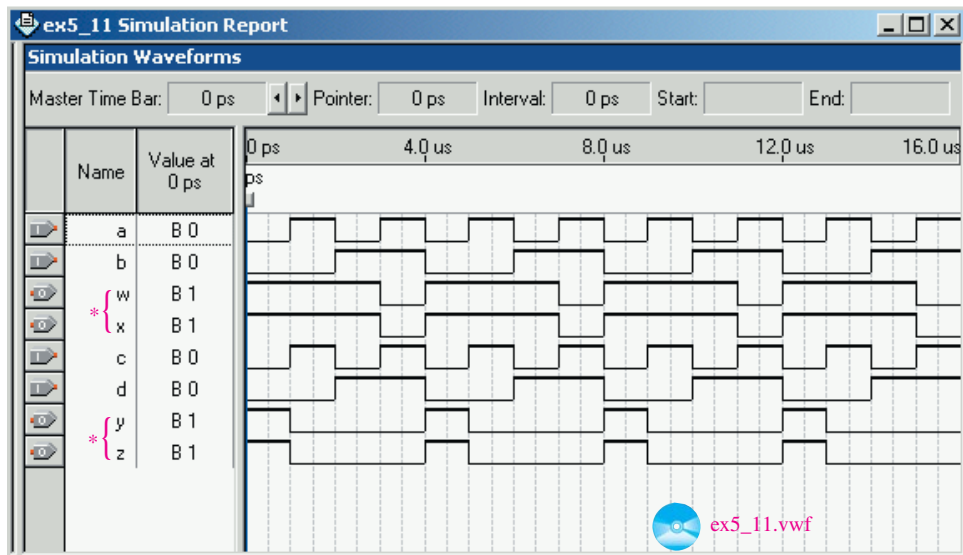 ex5_11 Simulation Report
Simulation Waveforms
Master Time Bar: 0 ps Pointer: 0 ps Interval: 0 ps Start: End:
Name Value at 0 ps
0 ps 4.0 us 8.0 us 12.0 us 16.0 us
ps
a B 0
b B 0
* { w B 1
x B 1
c B 0
d B 0
* { y B 1
z B 1
ex5_11.vwf